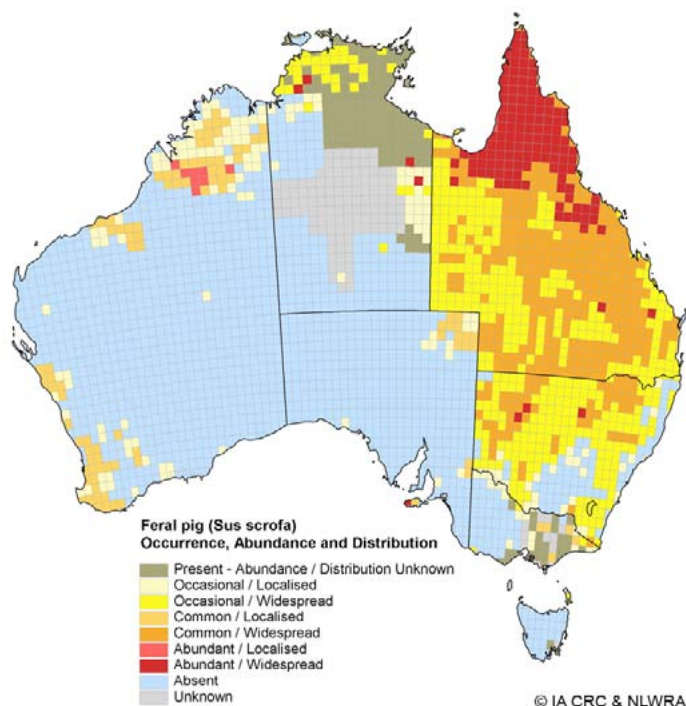 Feral pig (Sus scrofa)
Occurrence, Abundance and Distribution
Present - Abundance / Distribution Unknown
Occasional / Localised
Occasional / Widespread
Common / Localised
Common / Widespread
Abundant / Localised
Abundant / Widespread
Absent
Unknown
© IA CRC & NLWRA